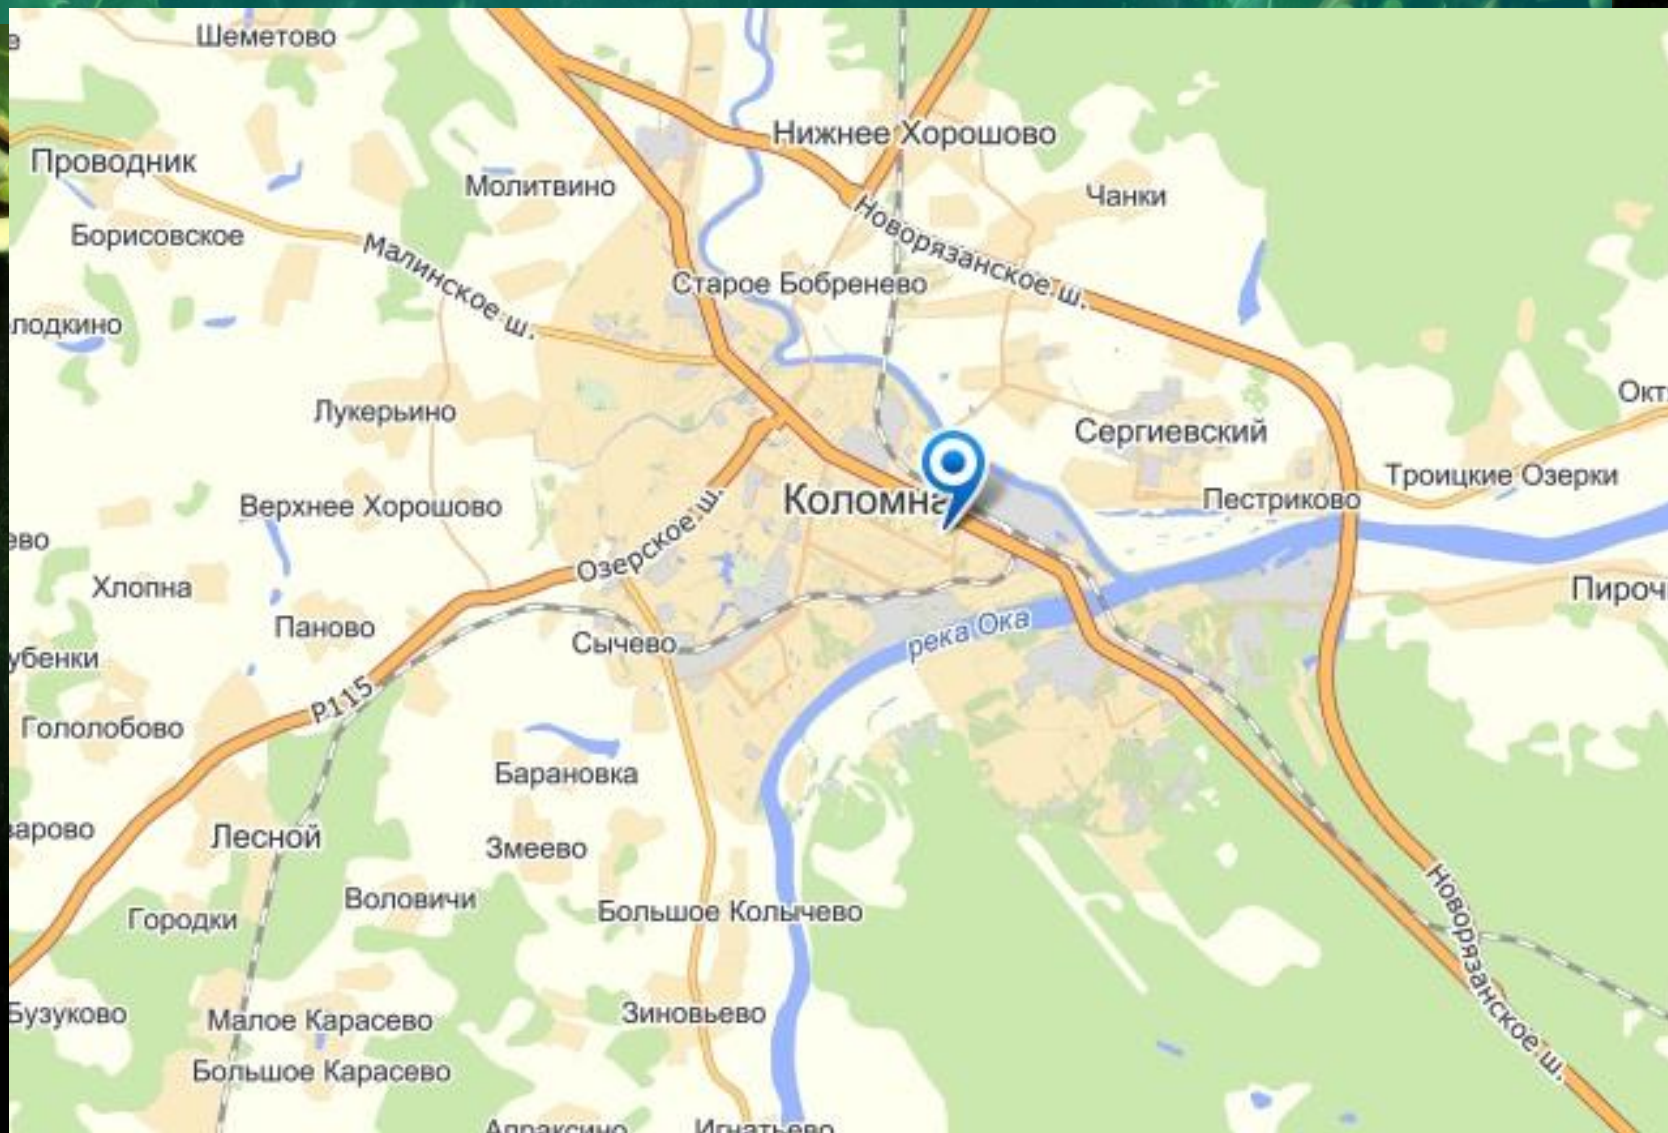 Шеметово
Нижнее Хорошово
Проводник
Молитвино
Чанки
Борисовское
Малинское ш.
Новорязанское ш.
Старое Бобренево
Лукерьино
Сергиевский
Троицкие Озерки
Верхнее Хорошово
Коломна
Пестриково
Озерское ш.
Хлопна
Паново
Сычево
река Ока
Р115
Гололобово
Барановка
Лесной
Змеево
Воловичи
Большое Колычево
Городки
Новорязанское ш.
Бузуково
Малое Карасево
Зиновьево
Большое Карасево
Апраксино
Игнатьево